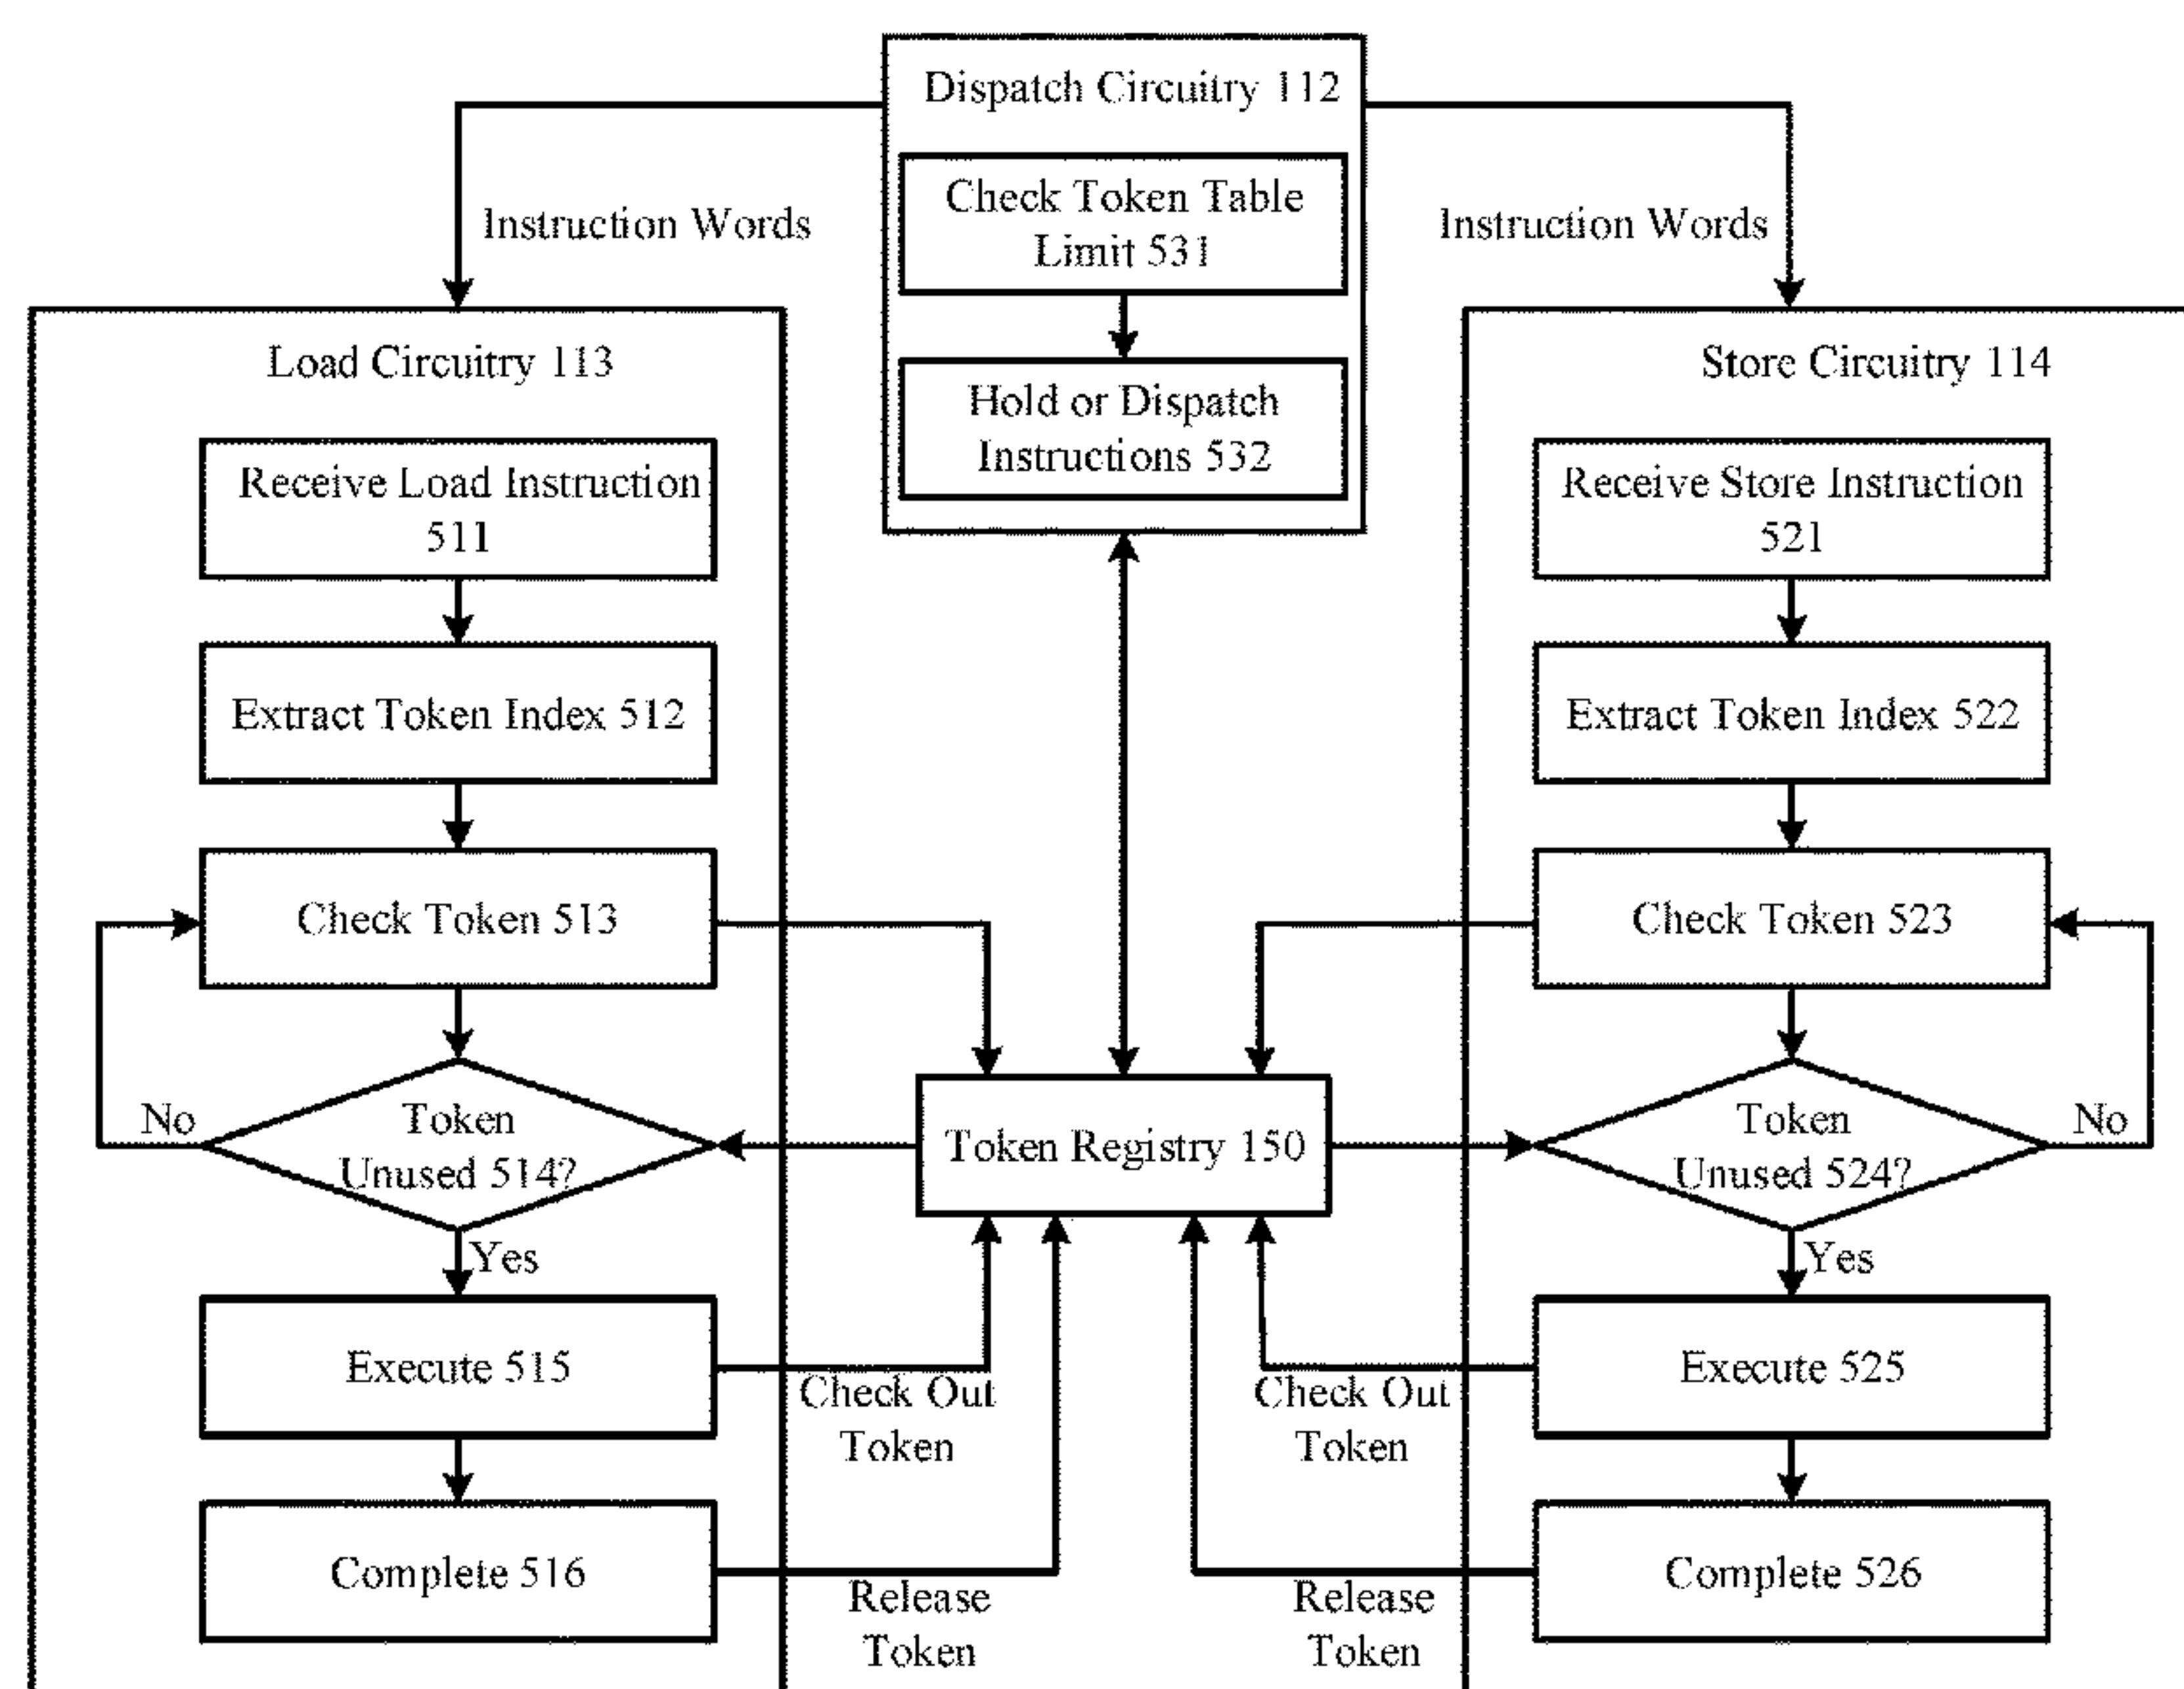 Dispatch Circuitry 112
Check Token Table
Limit 531
Hold or Dispatch
Instructions 532
Instruction Words
Instruction Words
Load Circuitry 113
Receive Load Instruction
511
Extract Token Index 512
Check Token 513
No
Token
Unused 514?
Yes
Execute 515
Check Out
Token
Complete 516
Release
Token
Token Registry 150
Store Circuitry 114
Receive Store Instruction
521
Extract Token Index 522
Check Token 523
Token
Unused 524?
No
Yes
Execute 525
Check Out
Token
Complete 526
Release
Token